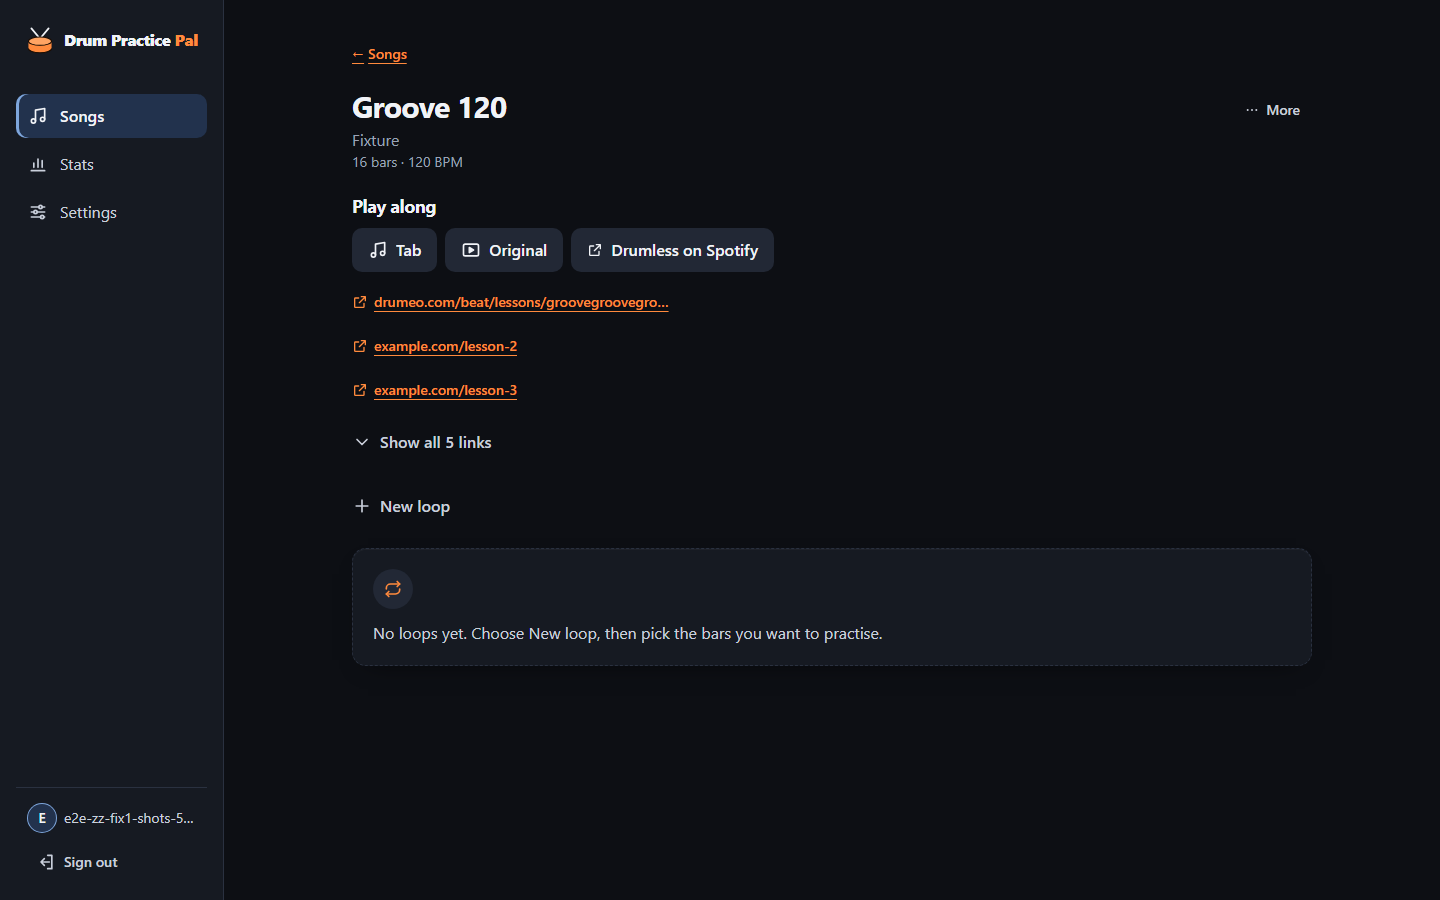 Drum Practice Pal
Songs
Stats
Settings
e2e-zz-fix1-shots-5...
Sign out
← Songs
Groove 120
··· More
Fixture
16 bars · 120 BPM
Play along
Tab
Original
Drumless on Spotify
drumeo.com/beat/lessons/groovegroovegro...
example.com/lesson-2
example.com/lesson-3
Show all 5 links
+ New loop
No loops yet. Choose New loop, then pick the bars you want to practise.
E